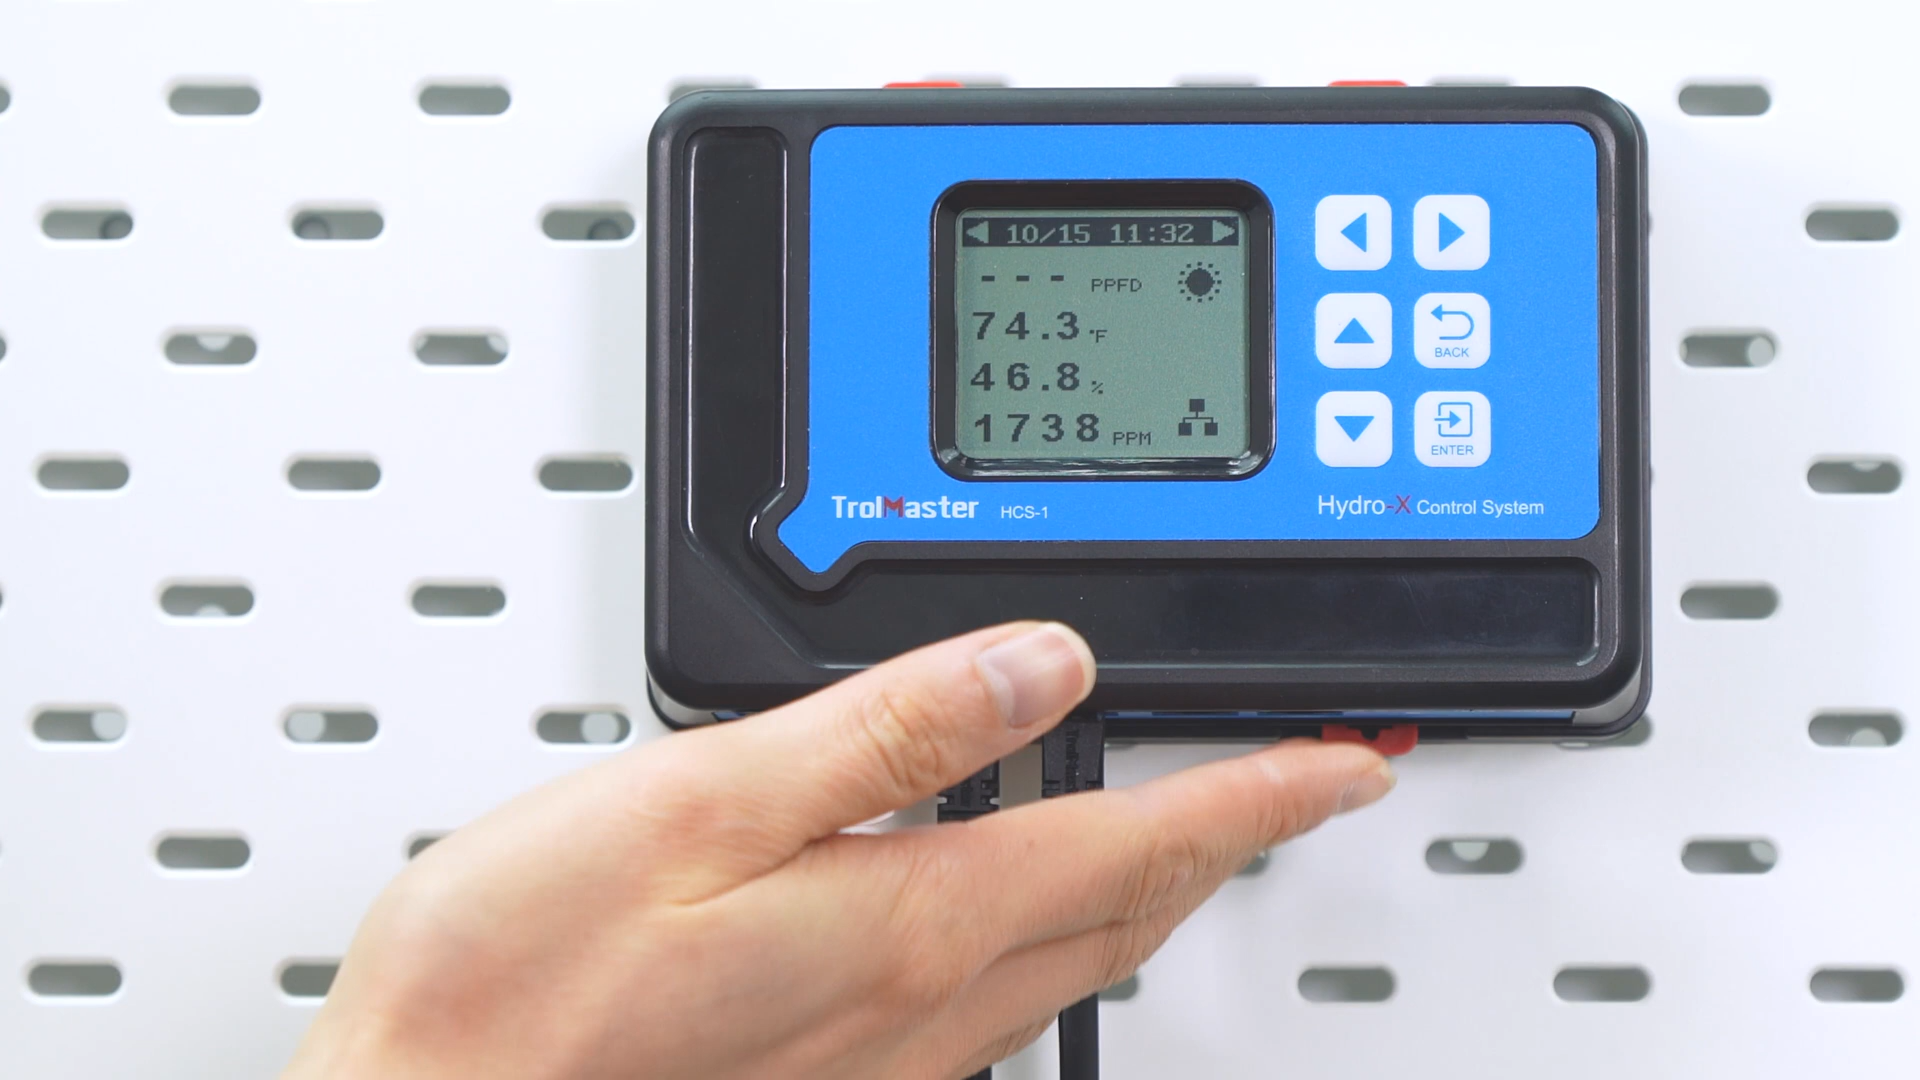 10/15 11:32
--- PPFD
74.3 °F
46.8 %
1738 PPM
BACK
ENTER
TrolMaster HCS-1
Hydro-X Control System